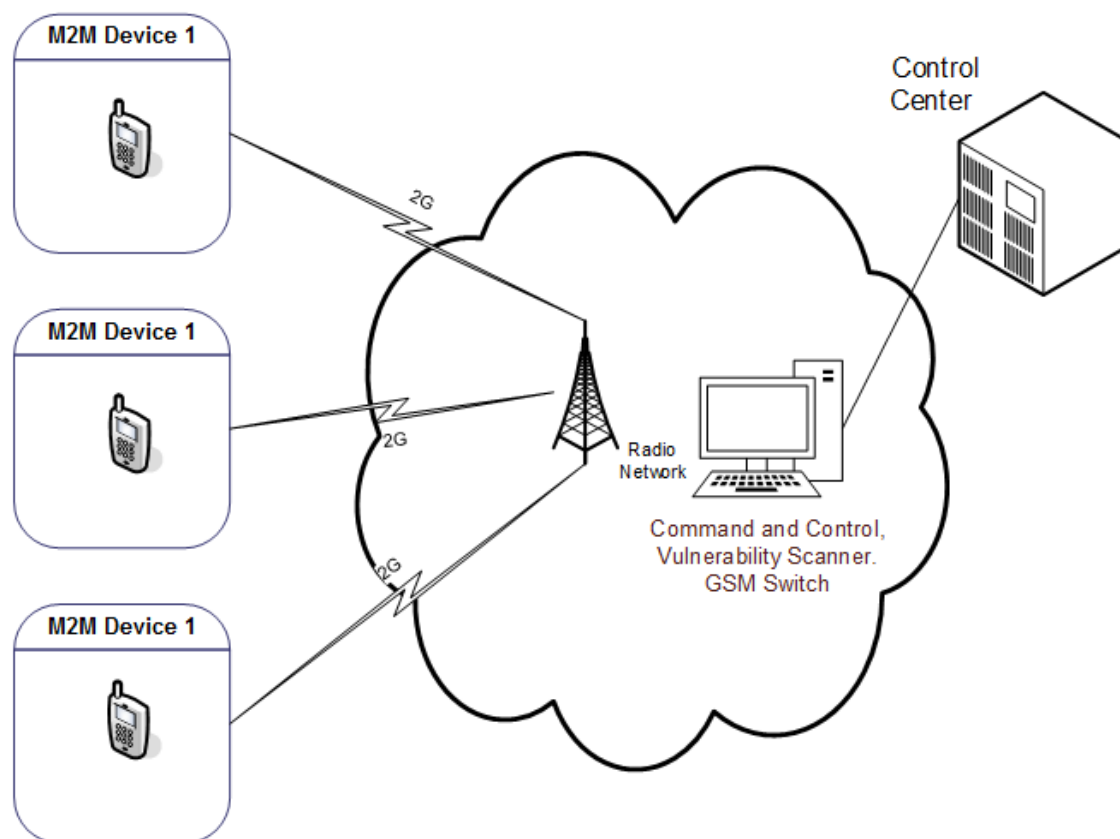 M2M Device 1
2G
Control
Center
M2M Device 1
2G
Radio
Network
Command and Control,
Vulnerability Scanner.
GSM Switch
2G
M2M Device 1